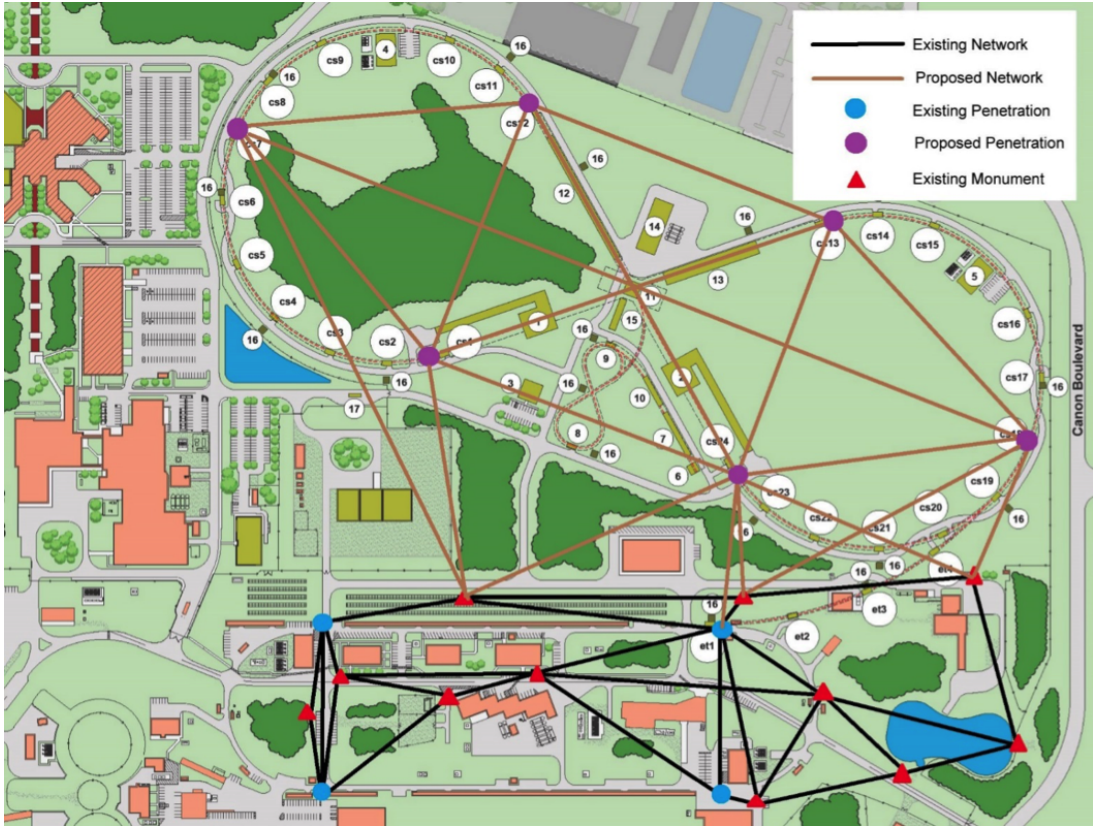 Existing Network
Proposed Network
Existing Penetration
Proposed Penetration
Existing Monument
cs9
4
cs10
16
16
cs11
cs8
cs12
16
16
12
cs6
14
16
cs13
cs14
cs15
cs5
13
5
11
cs4
16
cs3
1
15
16
cs16
cs2
cs1
9
cs17
16
16
3
16
2
17
10
8
7
cs24
16
6
cs18
cs23
cs19
16
cs22
cs21
cs20
16
16
16
et3
et2
et1
Canon Boulevard